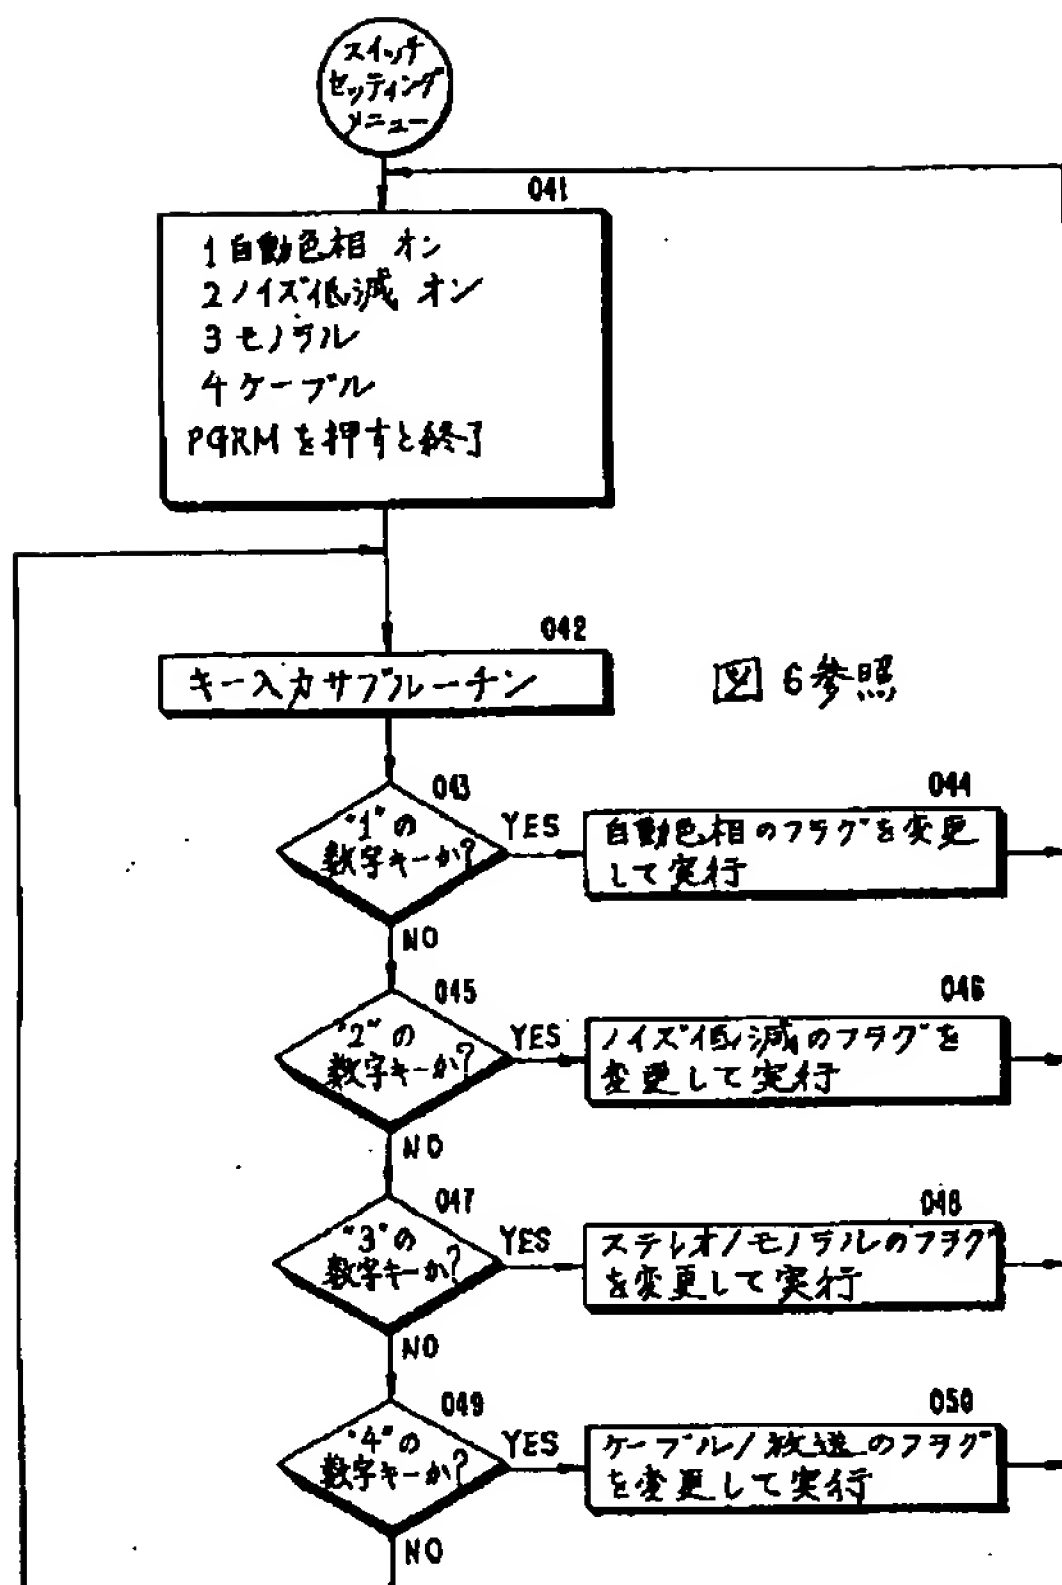 スイッチ
セッティング
メニュー
041
1 自動色相 オン
2 ノイズ低減 オン
3 モノラル
4 ケーブル
PGRM を押すと終了
042
キー入力サブルーチン
図 6 参照
043
"1" の
数字キーか?
YES
044
自動色相のフラグを変更
して実行
NO
045
"2" の
数字キーか?
YES
046
ノイズ低減のフラグを
変更して実行
NO
047
"3" の
数字キーか?
YES
048
ステレオ/モノラルのフラグ
を変更して実行
NO
049
"4" の
数字キーか?
YES
050
ケーブル/放送のフラグ
を変更して実行
NO